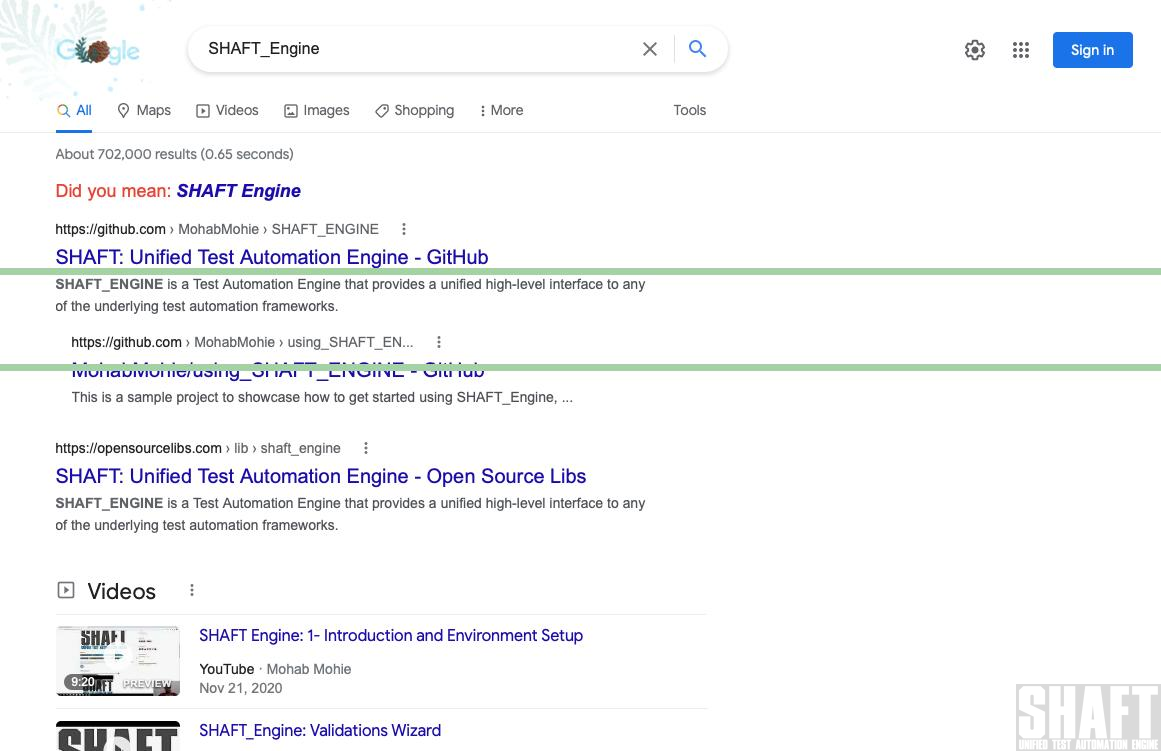 Google
SHAFT_Engine
Sign in
All
Maps
Videos
Images
Shopping
More
Tools
About 702,000 results (0.65 seconds)
Did you mean: SHAFT Engine
https://github.com › MohabMohie › SHAFT_ENGINE
SHAFT: Unified Test Automation Engine - GitHub
SHAFT_ENGINE is a Test Automation Engine that provides a unified high-level interface to any
of the underlying test automation frameworks.
https://github.com › MohabMohie › using_SHAFT_EN...
MohabMohie/using_SHAFT_ENGINE - GitHub
This is a sample project to showcase how to get started using SHAFT_Engine, ...
https://opensourcelibs.com › lib › shaft_engine
SHAFT: Unified Test Automation Engine - Open Source Libs
SHAFT_ENGINE is a Test Automation Engine that provides a unified high-level interface to any
of the underlying test automation frameworks.
Videos
SHAFT
9:20
PREVIEW
SHAFT Engine: 1- Introduction and Environment Setup
YouTube · Mohab Mohie
Nov 21, 2020
SHAFT
SHAFT_Engine: Validations Wizard
SHAFT
UNIFIED TEST AUTOMATION ENGINE